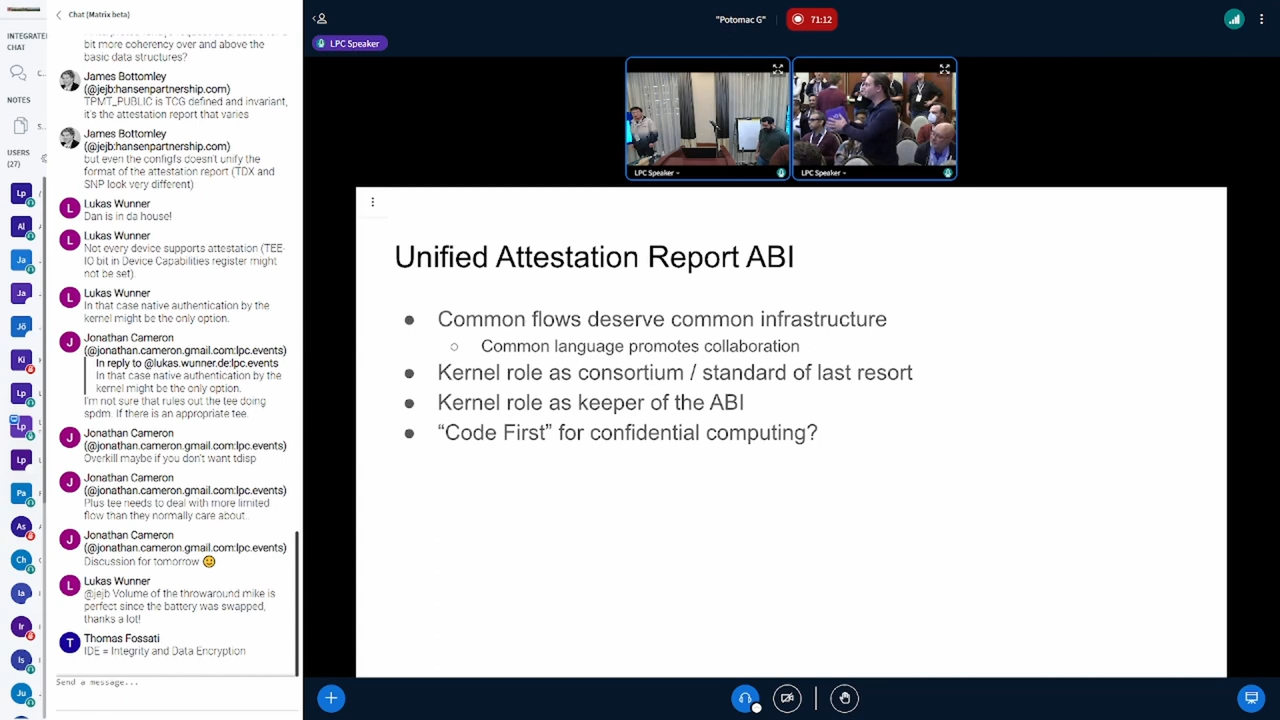 Chat [Matrix beta]
INTEGRATE
CHAT
NOTES
USERS
(27)
bit more coherency over and above the
basic data structures?
James Bottomley
(@jejb:hansenpartnership.com)
TPMT_PUBLIC is TCG defined and invariant,
it's the attestation report that varies
James Bottomley
(@jejb:hansenpartnership.com)
but even the configfs doesn't unify the
format of the attestation report (TDX and
SNP look very different)
Lukas Wunner
Dan is in da house!
Lukas Wunner
Not every device supports attestation (TEE-
IO bit in Device Capabilities register might
not be set).
Lukas Wunner
In that case native authentication by the
kernel might be the only option.
Jonathan Cameron
(@jonathan.cameron.gmail.com:lpc.events)
In reply to @lukas.wunner.de:lpc.events
In that case native authentication by the
kernel might be the only option.
I'm not sure that rules out the tee doing
spdm. If there is an appropriate tee.
Jonathan Cameron
(@jonathan.cameron.gmail.com:lpc.events)
Overkill maybe if you don't want tdisp
Jonathan Cameron
(@jonathan.cameron.gmail.com:lpc.events)
Plus tee needs to deal with more limited
flow than they normally care about..
Jonathan Cameron
(@jonathan.cameron.gmail.com:lpc.events)
Discussion for tomorrow 🙂
Lukas Wunner
@jejb Volume of the throwaround mike is
perfect since the battery was swapped,
thanks a lot!
Thomas Fossati
IDE = Integrity and Data Encryption
Send a message...
"Potomac G"
71:12
LPC Speaker
LPC Speaker
LPC Speaker
Unified Attestation Report ABI
● Common flows deserve common infrastructure
○ Common language promotes collaboration
● Kernel role as consortium / standard of last resort
● Kernel role as keeper of the ABI
● “Code First” for confidential computing?